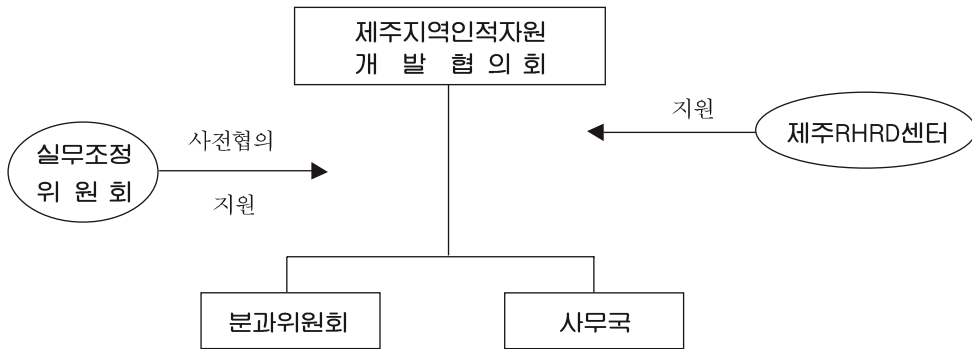 제주지역인적자원
개 발 협 의 회
지원
제주RHRD센터
사전협의
실무조정
위 원 회
지원
분과위원회
사무국